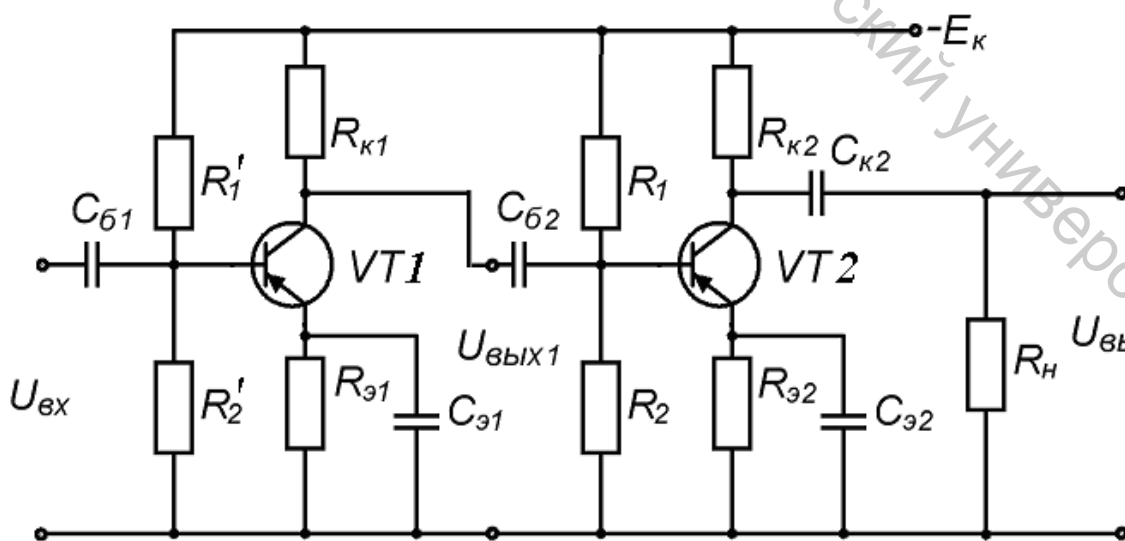 -Eк
Rк1
Rк2
Cк2
R1'
R1
Cб1
Cб2
VT1
VT2
Uвых1
Uвх
R2'
Rэ1
Cэ1
R2
Rэ2
Cэ2
Rн